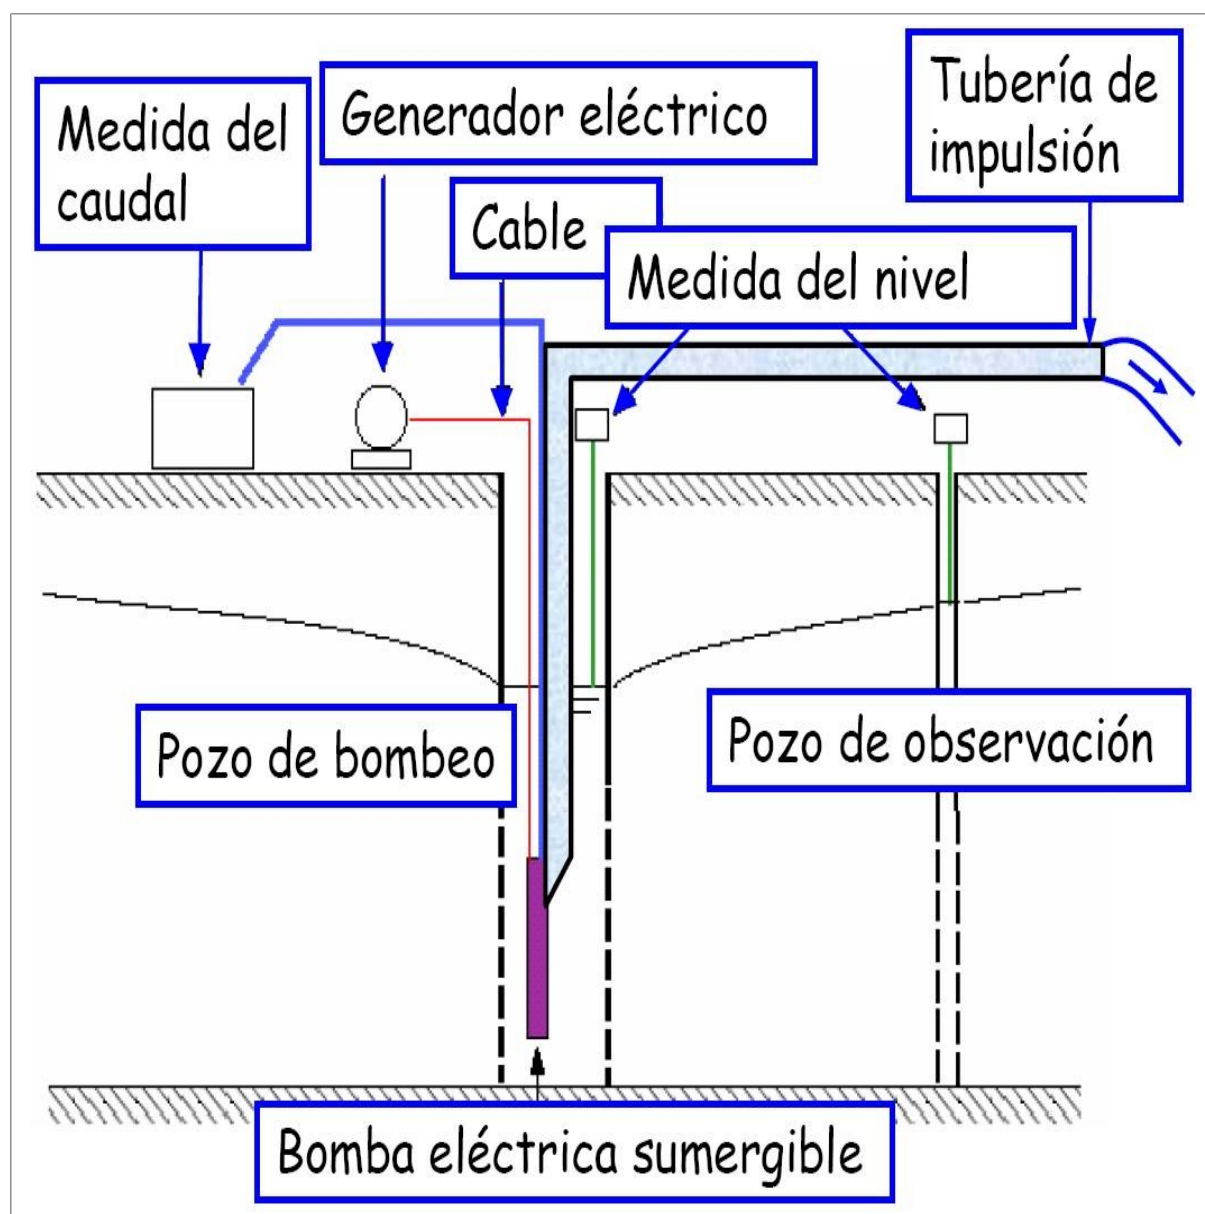 Medida del
caudal
Generador eléctrico
Cable
Medida del nivel
Tubería de
impulsión
Pozo de bombeo
Pozo de observación
Bomba eléctrica sumergible